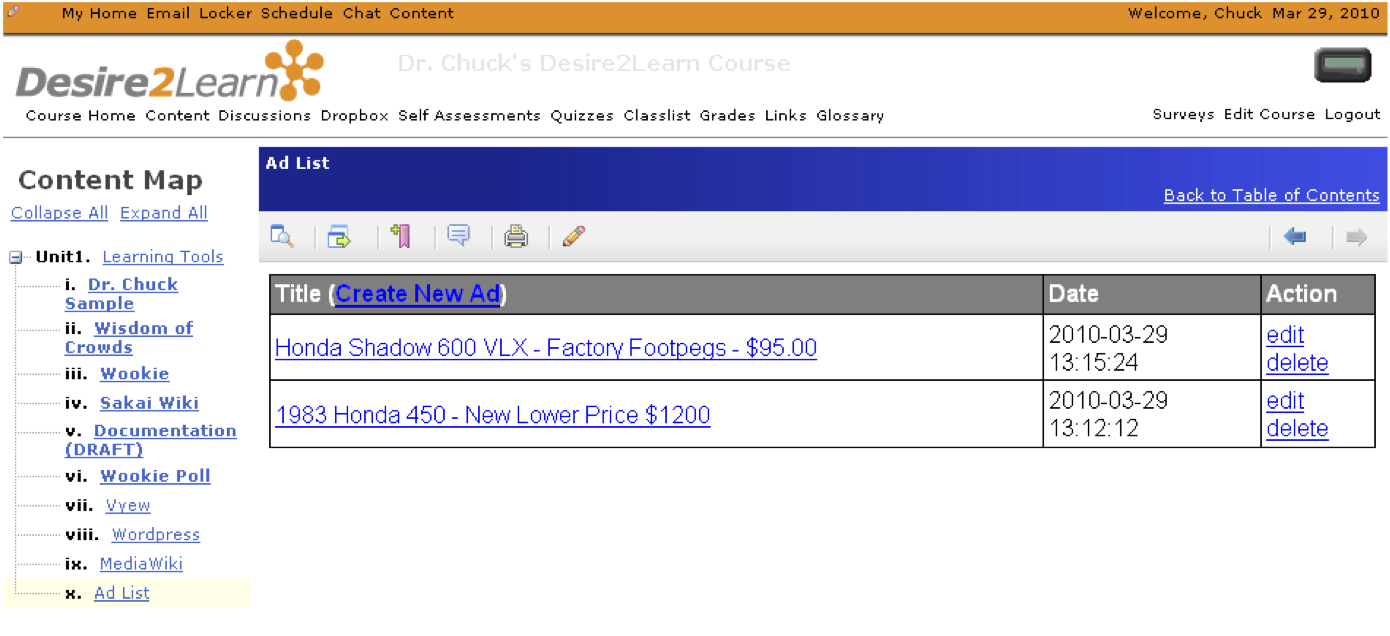 My Home Email Locker Schedule Chat Content
Welcome, Chuck Mar 29, 2010
Desire2Learn
Dr. Chuck's Desire2Learn Course
Course Home Content Discussions Dropbox Self Assessments Quizzes Classlist Grades Links Glossary
Surveys Edit Course Logout
Content Map
Collapse All Expand All
Unit1. Learning Tools
i. Dr. Chuck
Sample
ii. Wisdom of
Crowds
iii. Wookie
iv. Sakai Wiki
v. Documentation
(DRAFT)
vi. Wookie Poll
vii. Vyew
viii. Wordpress
ix. MediaWiki
x. Ad List
Ad List
Back to Table of Contents
Title (Create New Ad) Date Action
Honda Shadow 600 VLX - Factory Footpegs - $95.00 2010-03-29 edit
13:15:24 delete
1983 Honda 450 - New Lower Price $1200 2010-03-29 edit
13:12:12 delete